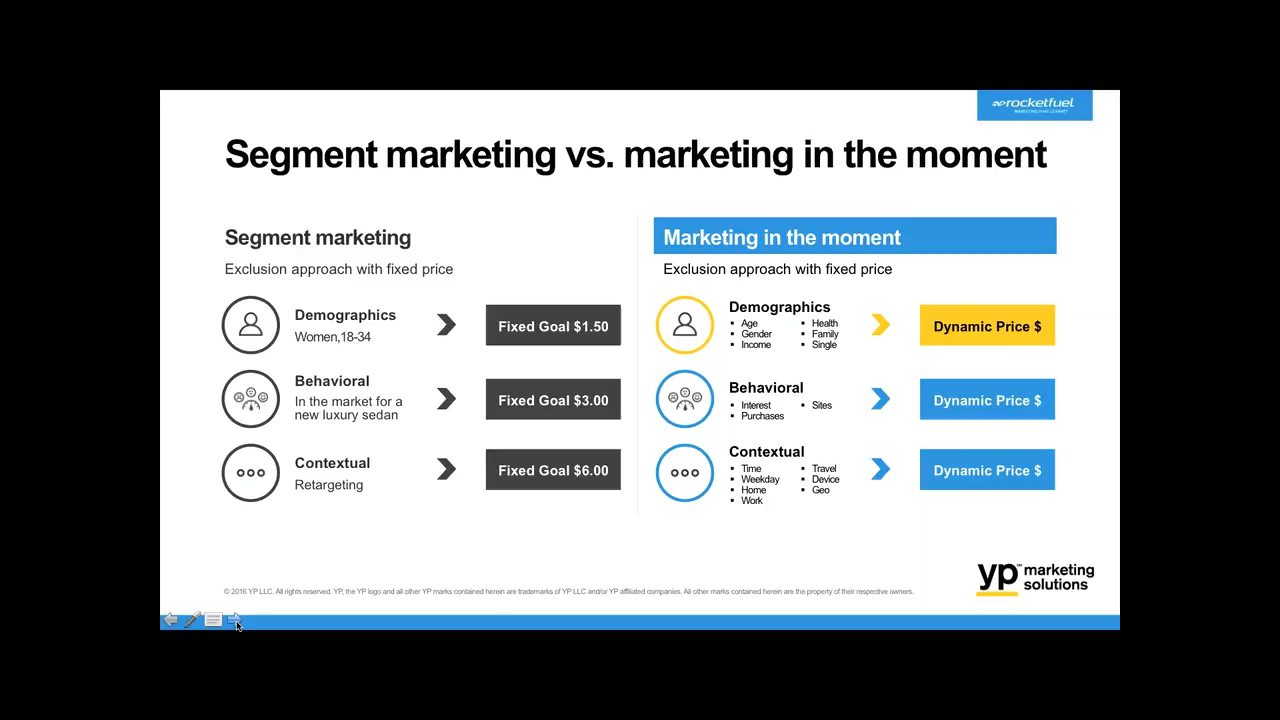 rocketfuel
MARKETING THAT LEARNS
Segment marketing vs. marketing in the moment
Segment marketing
Exclusion approach with fixed price
Demographics
Women,18-34
Fixed Goal $1.50
Behavioral
In the market for a
new luxury sedan
Fixed Goal $3.00
Contextual
Retargeting
Fixed Goal $6.00
Marketing in the moment
Exclusion approach with fixed price
Demographics
▪ Age ▪ Health
▪ Gender ▪ Family
▪ Income ▪ Single
Dynamic Price $
Behavioral
▪ Interest ▪ Sites
▪ Purchases
Dynamic Price $
Contextual
▪ Time ▪ Travel
▪ Weekday ▪ Device
▪ Home ▪ Geo
▪ Work
Dynamic Price $
© 2016 YP LLC. All rights reserved. YP, the YP logo and all other YP marks contained herein are trademarks of YP LLC and/or YP affiliated companies. All other marks contained herein are the property of their respective owners.
yp℠ marketing
solutions